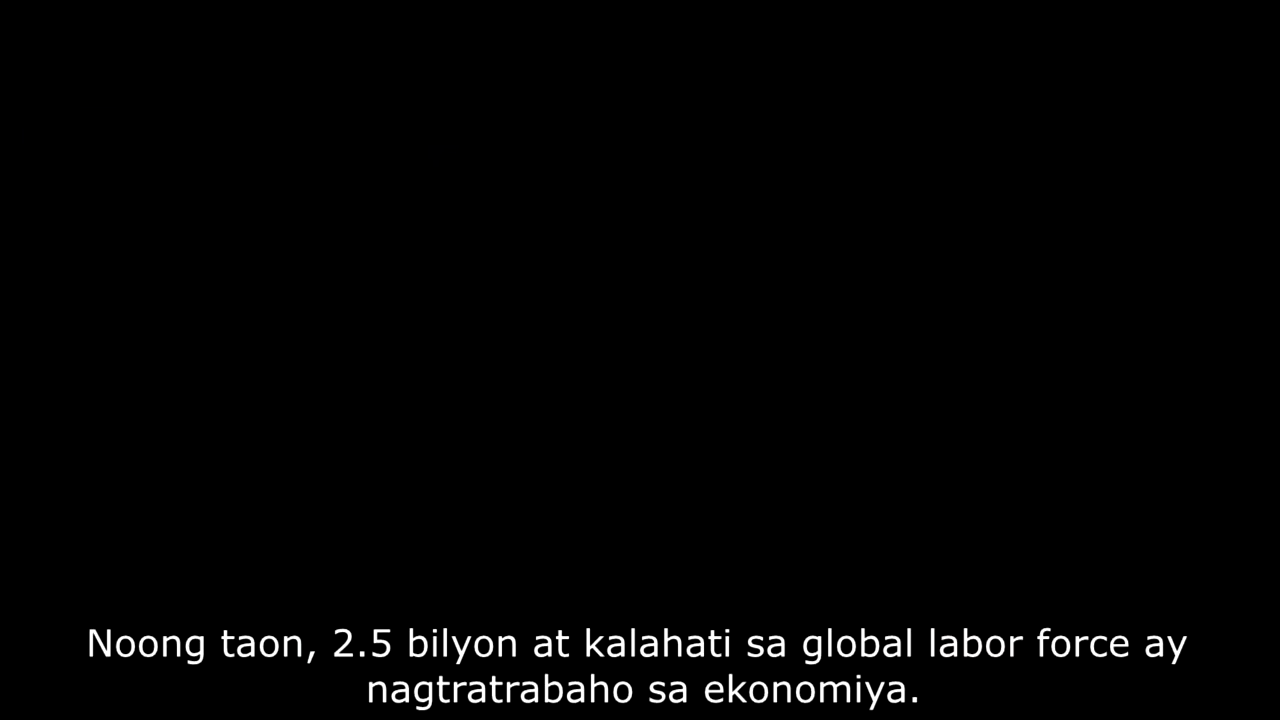 Noong taon, 2.5 bilyon at kalahati sa global labor force ay
nagtratrabaho sa ekonomiya.